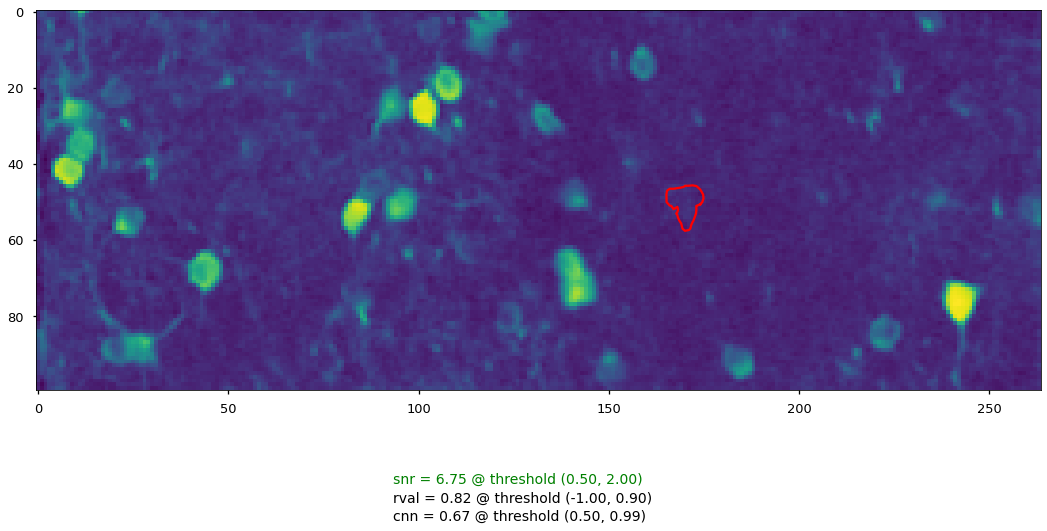 0
20
40
60
80
0 50 100 150 200 250
snr = 6.75 @ threshold (0.50, 2.00)
rval = 0.82 @ threshold (-1.00, 0.90)
cnn = 0.67 @ threshold (0.50, 0.99)